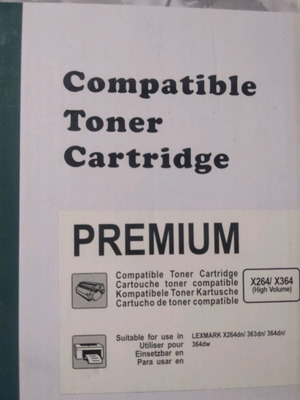 Compatible
Toner
Cartridge
PREMIUM
Compatible Toner Cartridge
Cartouche toner compatible
Kompatibele Toner Kartusche
Cartucho de toner compatible
X264/ X364
(High Volume)
Suitable for use in
Utiliser pour
Einsetzbar en
Para usar en
LEXMARK X264dn/ 363dn/ 364dn/
364dw